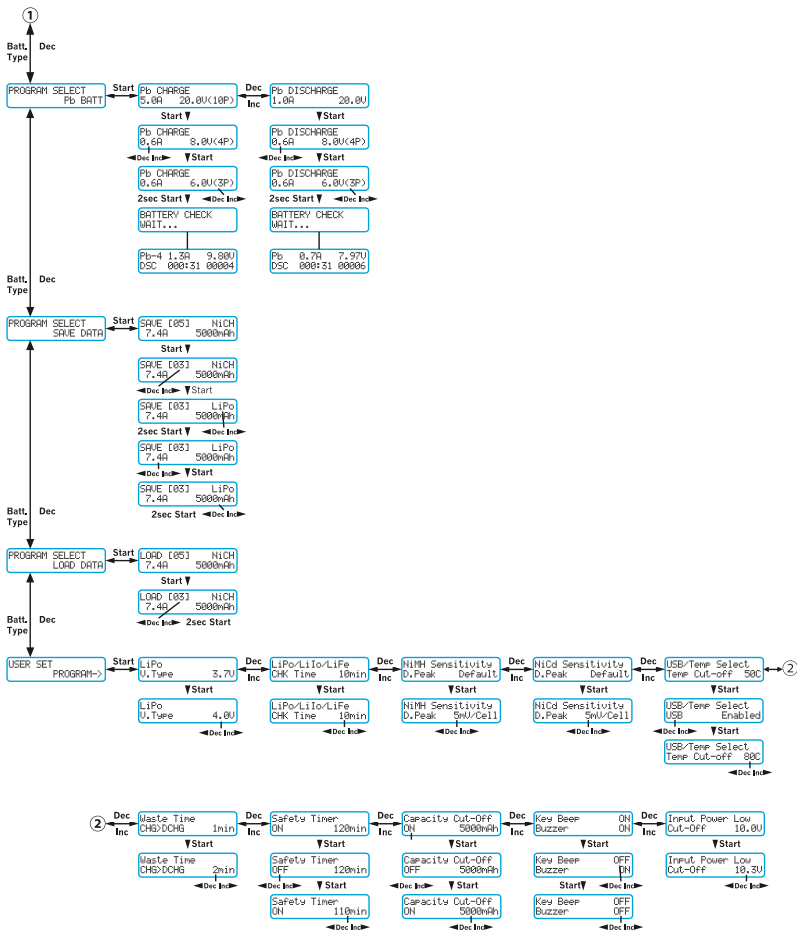 ①
Batt. Dec
Type
PROGRAM SELECT
Pb BATT
Start
Pb CHARGE
5.0A 20.0V(10P)
Dec
Inc
Pb DISCHARGE
1.0A 20.0V
Start
Start
Pb CHARGE
0.6A 8.0V(4P)
Pb DISCHARGE
0.6A 8.0V(4P)
Dec Inc Start
Dec Inc Start
Pb CHARGE
0.6A 6.0V(3P)
Pb DISCHARGE
0.6A 6.0V(3P)
2sec Start Dec Inc
2sec Start Dec Inc
BATTERY CHECK
WAIT...
BATTERY CHECK
WAIT...
Pb-4 1.3A 9.80V
DSC 000:31 00004
Pb 0.7A 7.97V
DSC 000:31 00006
Batt. Dec
Type
PROGRAM SELECT
SAVE DATA
Start
SAVE [05] NiCH
7.4A 5000mAh
Start
SAVE [03] NiCH
7.4A 5000mAh
Dec Inc Start
SAVE [03] LiPo
7.4A 5000mAh
2sec Start Dec Inc
SAVE [03] LiPo
7.4A 5000mAh
Dec Inc Start
SAVE [03] LiPo
7.4A 5000mAh
2sec Start Dec Inc
Batt. Dec
Type
PROGRAM SELECT
LOAD DATA
Start
LOAD [05] NiCH
7.4A 5000mAh
Start
LOAD [03] NiCH
7.4A 5000mAh
Dec Inc 2sec Start
Batt. Dec
Type
USER SET
PROGRAM->
Start
LiPo
V.Type 3.7V
Dec
Inc
LiPo/LiIo/LiFe
CHK Time 10min
Dec
Inc
NiMH Sensitivity
D.Peak Default
Dec
Inc
NiCd Sensitivity
D.Peak Default
Dec
Inc
USB/Temp Select
Temp Cut-off 50C
②
Start
Start
Start
Start
Start
LiPo
V.Type 4.0V
LiPo/LiIo/LiFe
CHK Time 10min
NiMH Sensitivity
D.Peak 5mV/Cell
NiCd Sensitivity
D.Peak 5mV/Cell
USB/Temp Select
USB Enabled
Dec Inc
Dec Inc
Dec Inc
Dec Inc
Dec Inc Start
USB/Temp Select
Temp Cut-off 80C
Dec Inc
②
Dec
Inc
Waste Time
CHG>DCHG 1min
Dec
Inc
Safety Timer
ON 120min
Dec
Inc
Capacity Cut-Off
ON 5000mAh
Dec
Inc
Key Beep ON
Buzzer ON
Dec
Inc
Input Power Low
Cut-Off 10.0V
Start
Start
Start
Start
Start
Waste Time
CHG>DCHG 2min
Safety Timer
OFF 120min
Capacity Cut-Off
OFF 5000mAh
Key Beep OFF
Buzzer ON
Input Power Low
Cut-Off 10.3V
Dec Inc
Dec Inc Start
Dec Inc Start
Start Dec Inc
Dec Inc
Safety Timer
ON 110min
Capacity Cut-Off
ON 5000mAh
Key Beep OFF
Buzzer OFF
Dec Inc
Dec Inc
Dec Inc